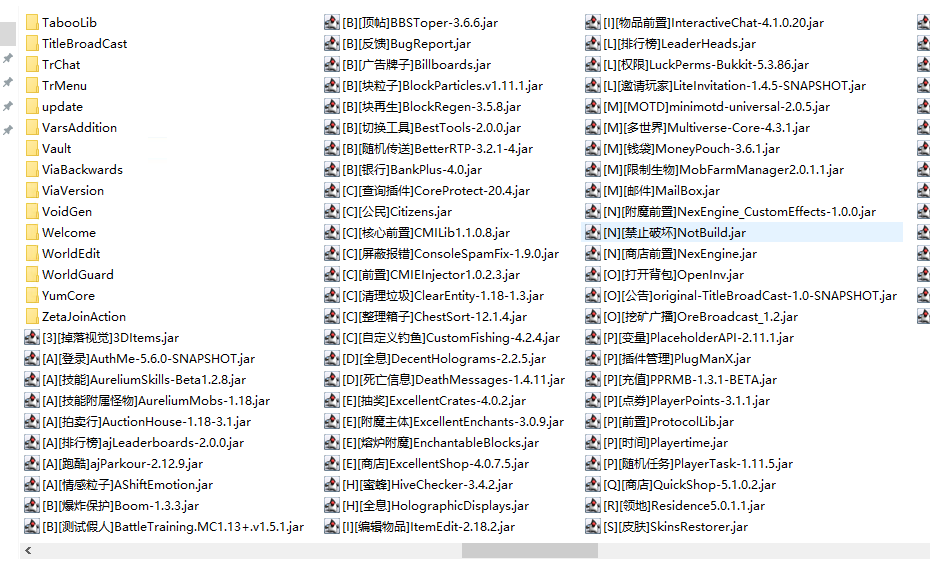 TabooLib
TitleBroadCast
TrChat
TrMenu
update
VarsAddition
Vault
ViaBackwards
ViaVersion
VoidGen
Welcome
WorldEdit
WorldGuard
YumCore
ZetaJoinAction
[3][掉落视觉]3DItems.jar
[A][登录]AuthMe-5.6.0-SNAPSHOT.jar
[A][技能]AureliumSkills-Beta1.2.8.jar
[A][技能附属怪物]AureliumMobs-1.18.jar
[A][拍卖行]AuctionHouse-1.18-3.1.jar
[A][排行榜]ajLeaderboards-2.0.0.jar
[A][跑酷]ajParkour-2.12.9.jar
[A][情感粒子]AShiftEmotion.jar
[B][爆炸保护]Boom-1.3.3.jar
[B][测试假人]BattleTraining.MC1.13+.v1.5.1.jar
[B][顶帖]BBSToper-3.6.6.jar
[B][反馈]BugReport.jar
[B][广告牌子]Billboards.jar
[B][块粒子]BlockParticles.v1.11.1.jar
[B][块再生]BlockRegen-3.5.8.jar
[B][切换工具]BestTools-2.0.0.jar
[B][随机传送]BetterRTP-3.2.1-4.jar
[B][银行]BankPlus-4.0.jar
[C][查询插件]CoreProtect-20.4.jar
[C][公民]Citizens.jar
[C][核心前置]CMILib1.1.0.8.jar
[C][屏蔽报错]ConsoleSpamFix-1.9.0.jar
[C][前置]CMIEInjector1.0.2.3.jar
[C][清理垃圾]ClearEntity-1.18-1.3.jar
[C][整理箱子]ChestSort-12.1.4.jar
[C][自定义钓鱼]CustomFishing-4.2.4.jar
[D][全息]DecentHolograms-2.2.5.jar
[D][死亡信息]DeathMessages-1.4.11.jar
[E][抽奖]ExcellentCrates-4.0.2.jar
[E][附魔主体]ExcellentEnchants-3.0.9.jar
[E][熔炉附魔]EnchantableBlocks.jar
[E][商店]ExcellentShop-4.0.7.5.jar
[H][蜜蜂]HiveChecker-3.4.2.jar
[H][全息]HolographicDisplays.jar
[I][编辑物品]ItemEdit-2.18.2.jar
[I][物品前置]InteractiveChat-4.1.0.20.jar
[L][排行榜]LeaderHeads.jar
[L][权限]LuckPerms-Bukkit-5.3.86.jar
[L][邀请玩家]LiteInvitation-1.4.5-SNAPSHOT.jar
[M][MOTD]minimotd-universal-2.0.5.jar
[M][多世界]Multiverse-Core-4.3.1.jar
[M][钱袋]MoneyPouch-3.6.1.jar
[M][限制生物]MobFarmManager2.0.1.1.jar
[M][邮件]MailBox.jar
[N][附魔前置]NexEngine_CustomEffects-1.0.0.jar
[N][禁止破坏]NotBuild.jar
[N][商店前置]NexEngine.jar
[O][打开背包]OpenInv.jar
[O][公告]original-TitleBroadCast-1.0-SNAPSHOT.jar
[O][挖矿广播]OreBroadcast_1.2.jar
[P][变量]PlaceholderAPI-2.11.1.jar
[P][插件管理]PlugManX.jar
[P][充值]PPRMB-1.3.1-BETA.jar
[P][点券]PlayerPoints-3.1.1.jar
[P][前置]ProtocolLib.jar
[P][时间]Playertime.jar
[P][随机任务]PlayerTask-1.11.5.jar
[Q][商店]QuickShop-5.1.0.2.jar
[R][领地]Residence5.0.1.1.jar
[S][皮肤]SkinsRestorer.jar